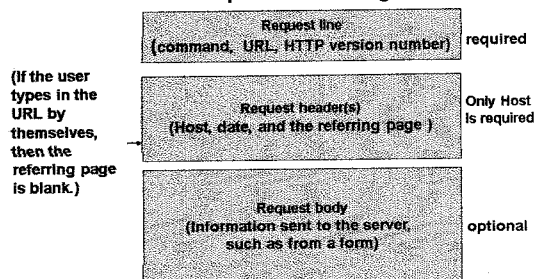 Request line
(command, URL, HTTP version number)
required
(If the user
types in the
URL by
themselves,
then the
referring page
is blank.)
Request header(s)
(Host, date, and the referring page )
Only Host
is required
Request body
(Information sent to the server,
such as from a form)
optional